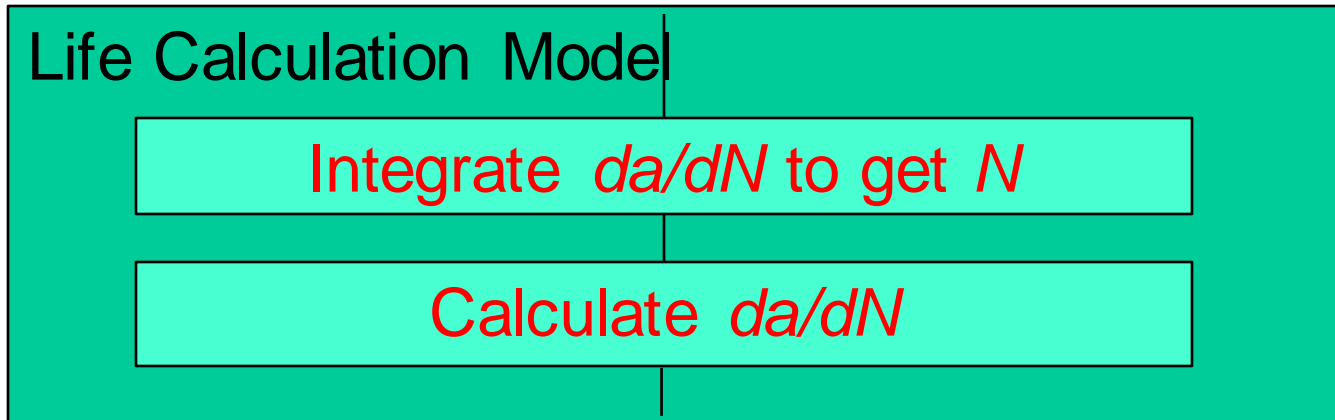 Life Calculation Model
Integrate da/dN to get N
Calculate da/dN